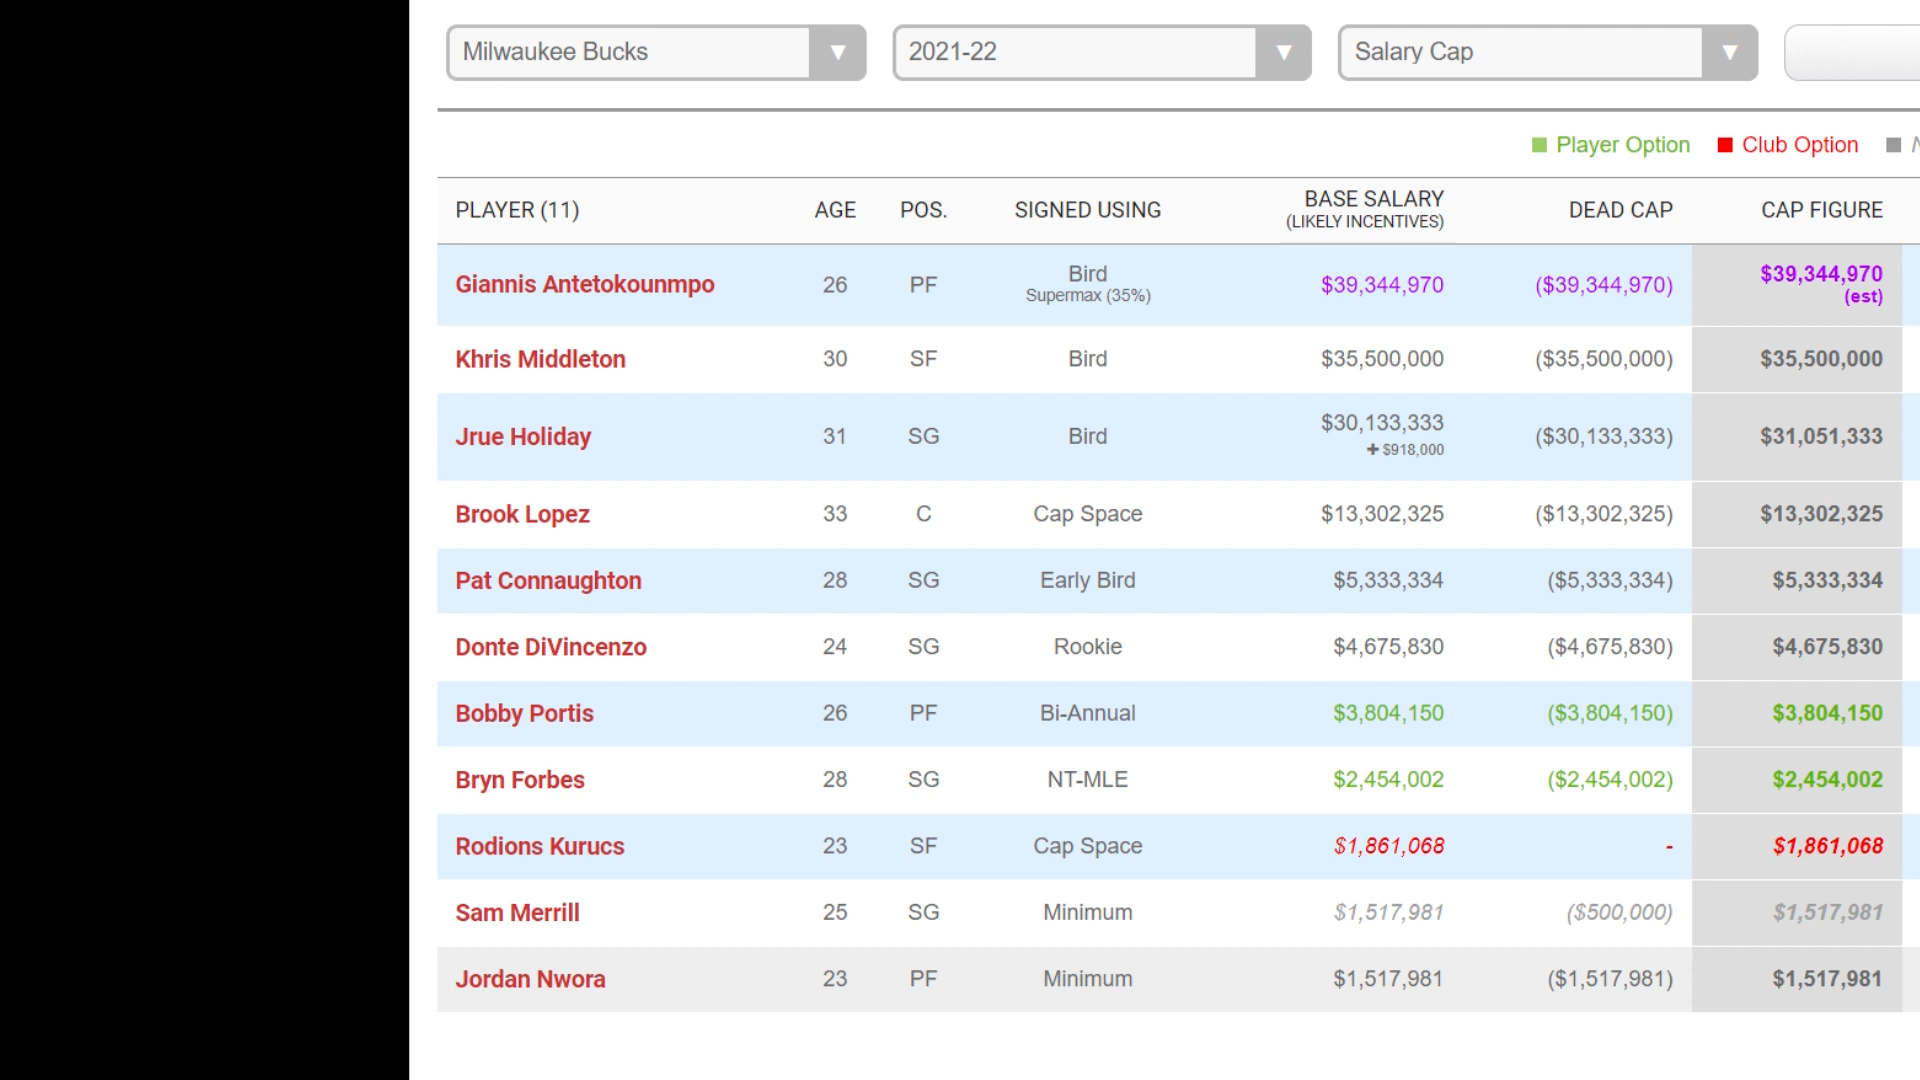 Milwaukee Bucks ▼ 2021-22 ▼ Salary Cap ▼
Player Option Club Option
PLAYER (11) AGE POS. SIGNED USING BASE SALARY (LIKELY INCENTIVES) DEAD CAP CAP FIGURE
Giannis Antetokounmpo 26 PF Bird Supermax (35%) $39,344,970 ($39,344,970) $39,344,970 (est)
Khris Middleton 30 SF Bird $35,500,000 ($35,500,000) $35,500,000
Jrue Holiday 31 SG Bird $30,133,333 +$918,000 ($30,133,333) $31,051,333
Brook Lopez 33 C Cap Space $13,302,325 ($13,302,325) $13,302,325
Pat Connaughton 28 SG Early Bird $5,333,334 ($5,333,334) $5,333,334
Donte DiVincenzo 24 SG Rookie $4,675,830 ($4,675,830) $4,675,830
Bobby Portis 26 PF Bi-Annual $3,804,150 ($3,804,150) $3,804,150
Bryn Forbes 28 SG NT-MLE $2,454,002 ($2,454,002) $2,454,002
Rodions Kurucs 23 SF Cap Space $1,861,068 - $1,861,068
Sam Merrill 25 SG Minimum $1,517,981 ($500,000) $1,517,981
Jordan Nwora 23 PF Minimum $1,517,981 ($1,517,981) $1,517,981